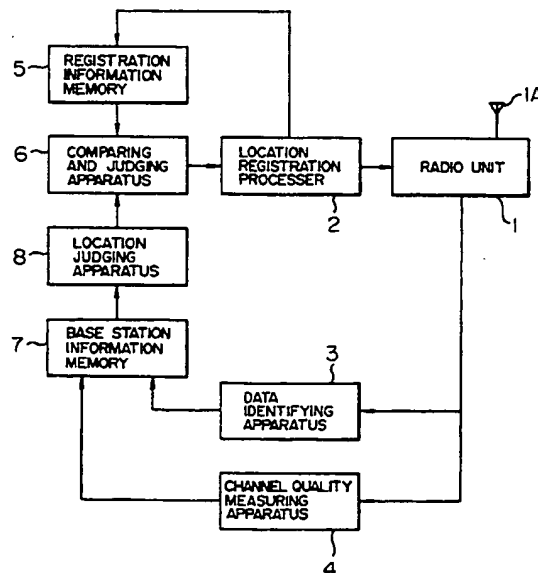 5
REGISTRATION
INFORMATION
MEMORY
1A
6
COMPARING
AND JUDGING
APPARATUS
LOCATION
REGISTRATION
PROCESSER
2
RADIO UNIT
1
8
LOCATION
JUDGING
APPARATUS
7
BASE STATION
INFORMATION
MEMORY
3
DATA
IDENTIFYING
APPARATUS
CHANNEL QUALITY
MEASURING
APPARATUS
4